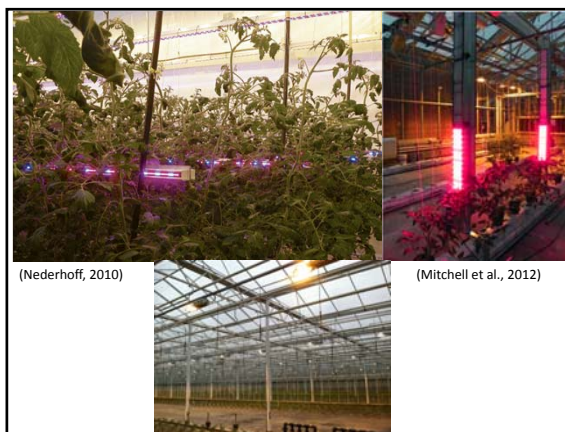 (Nederhoff, 2010)
(Mitchell et al., 2012)